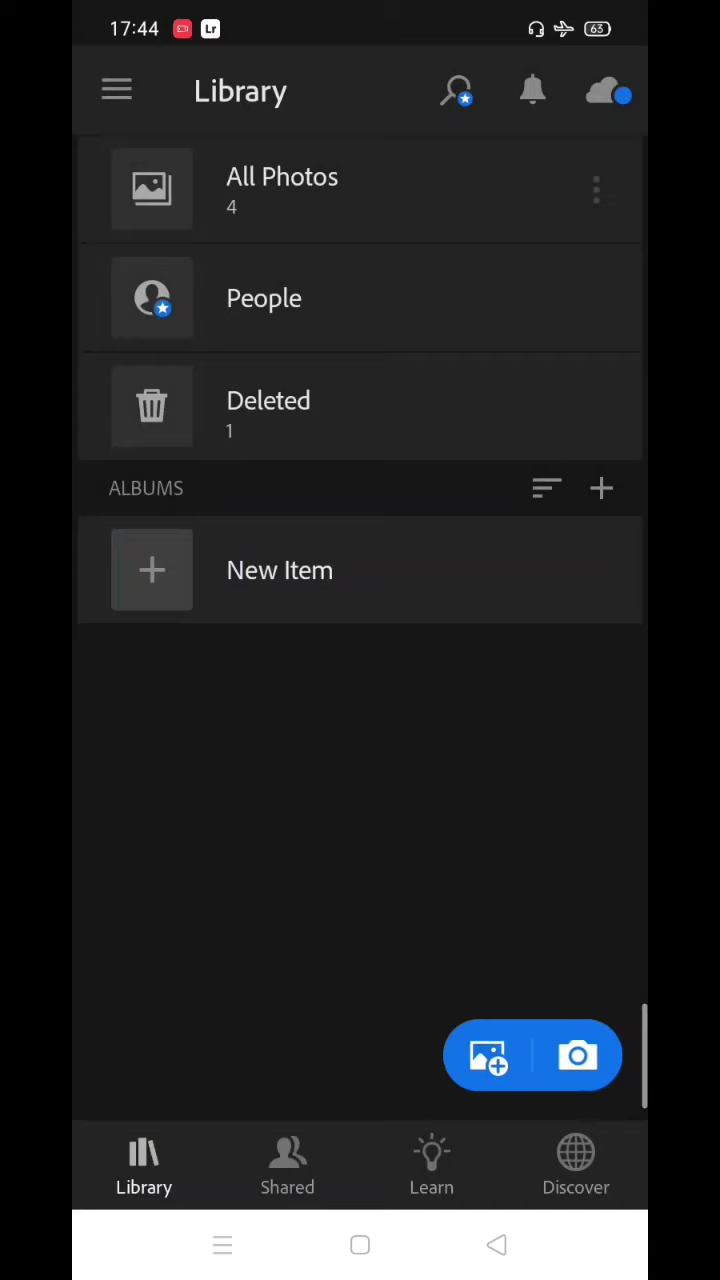 17:44 Lr 63
Library
All Photos
4
People
Deleted
1
ALBUMS
New Item
Library Shared Learn Discover